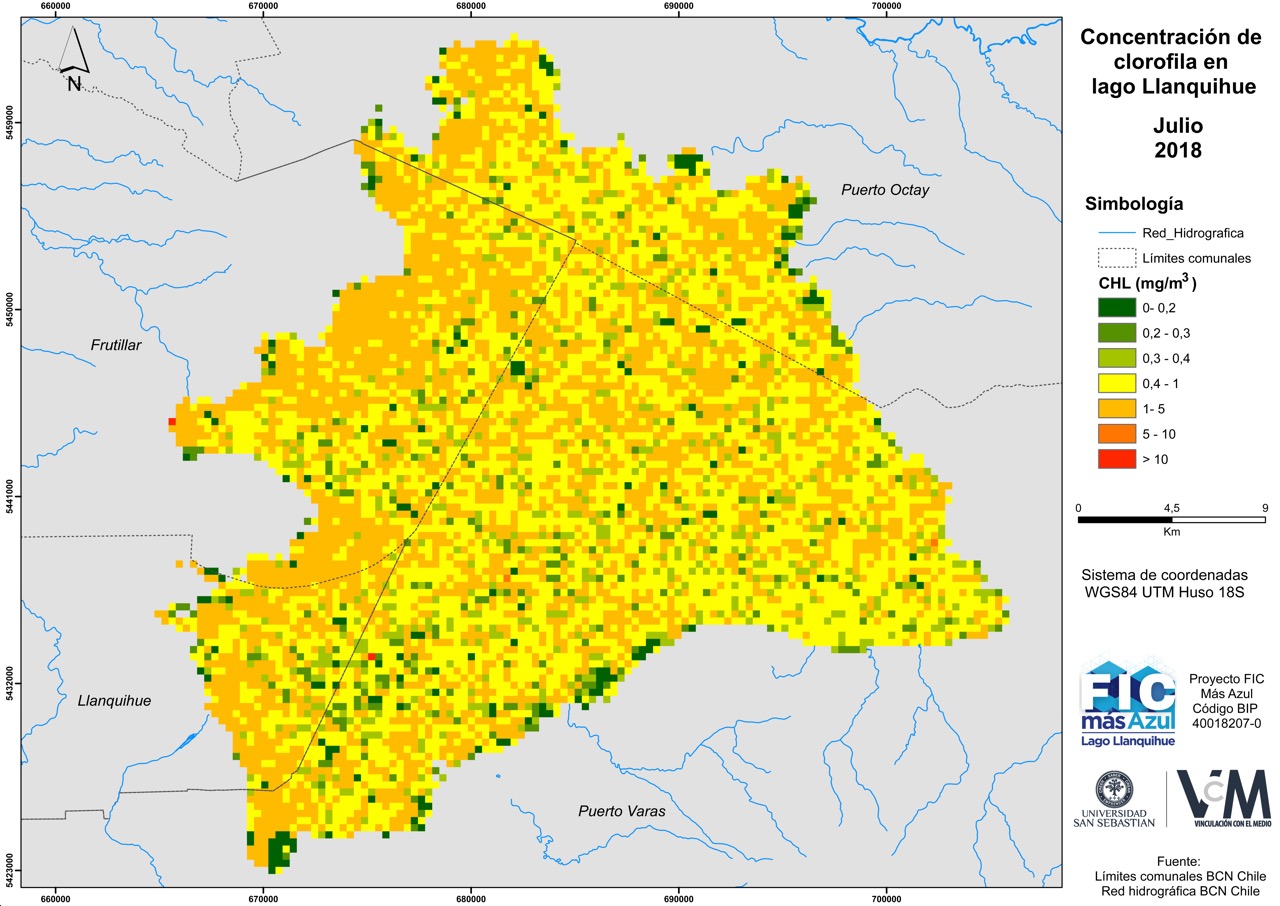 660000
670000
680000
690000
700000
Concentración de
clorofila en
lago Llanquihue
Julio
2018
N
5459000
5450000
5441000
5432000
5423000
Puerto Octay
Frutillar
Llanquihue
Puerto Varas
Simbología
Red_Hidrografica
Límites comunales
CHL (mg/m3 )
0- 0,2
0,2 - 0,3
0,3 - 0,4
0,4 - 1
1- 5
5 - 10
> 10
0 4,5 9
Km
Sistema de coordenadas
WGS84 UTM Huso 18S
FIC
másAzul
Lago Llanquihue
Proyecto FIC
Más Azul
Código BIP
40018207-0
UNIVERSIDAD
SAN SEBASTIAN
VcM
VINCULACIÓN CON EL MEDIO
Fuente:
Límites comunales BCN Chile
Red hidrográfica BCN Chile
660000
670000
680000
690000
700000